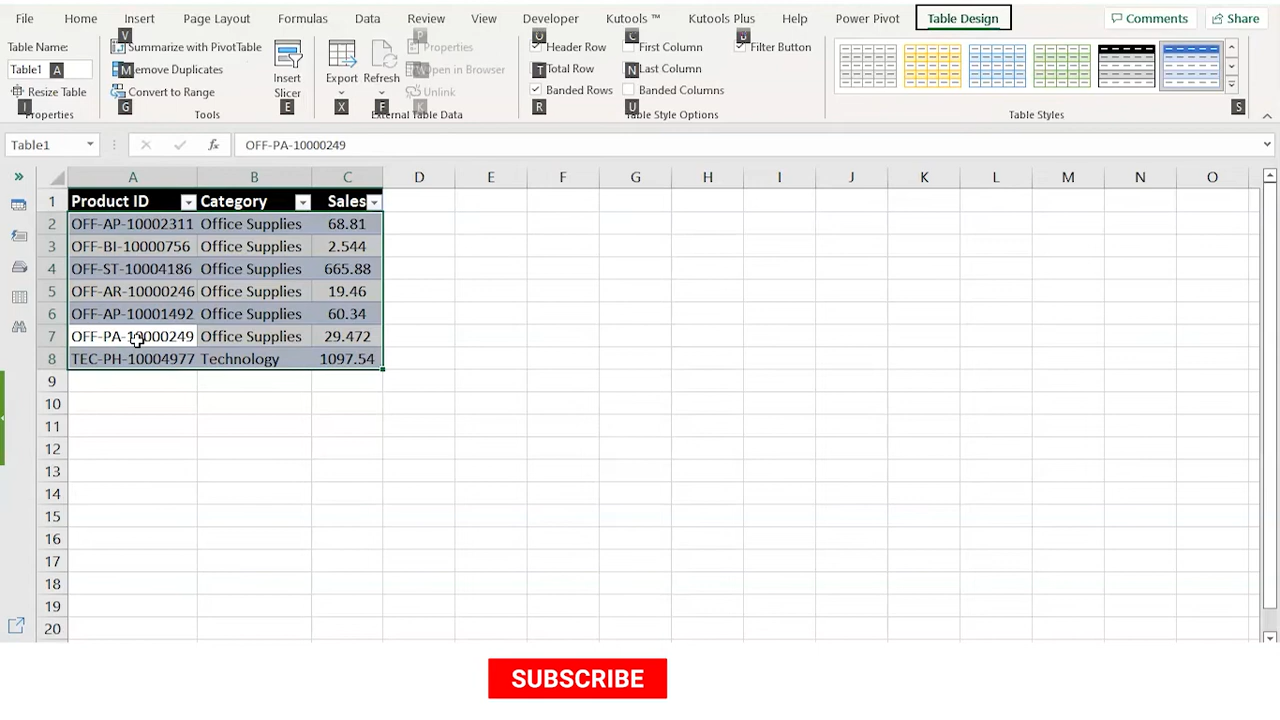 File Home Insert Page Layout Formulas Data Review View Developer Kutools ™ Kutools Plus Help Power Pivot Table Design Comments Share
Table Name: Summarize with PivotTable Properties Header Row First Column Filter Button
Table1 A M emove Duplicates pen in Browser Total Row Last Column
Resize Table Convert to Range Slicer Export Refresh Banded Rows Banded Columns
I G E X F K R U S
Properties Tools External Table Data Table Style Options Table Styles
Table1 fx OFF-PA-10000249
A B C D E F G H I J K L M N O
1 Product ID Category Sales
2 OFF-AP-10002311 Office Supplies 68.81
3 OFF-BI-10000756 Office Supplies 2.544
4 OFF-ST-10004186 Office Supplies 665.88
5 OFF-AR-10000246 Office Supplies 19.46
6 OFF-AP-10001492 Office Supplies 60.34
7 OFF-PA-10000249 Office Supplies 29.472
8 TEC-PH-10004977 Technology 1097.54
9
10
11
12
13
14
15
16
17
18
19
20
SUBSCRIBE